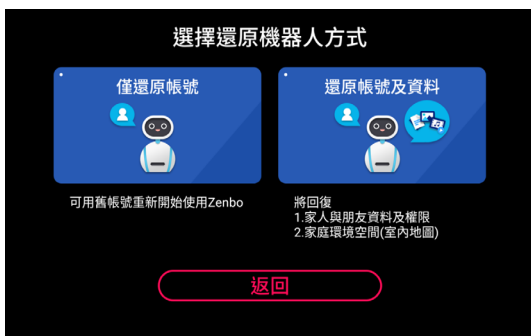 選擇還原機器人方式
僅還原帳號
還原帳號及資料
可用舊帳號重新開始使用Zenbo
將回復
1.家人與朋友資料及權限
2.家庭環境空間(室內地圖)
返回